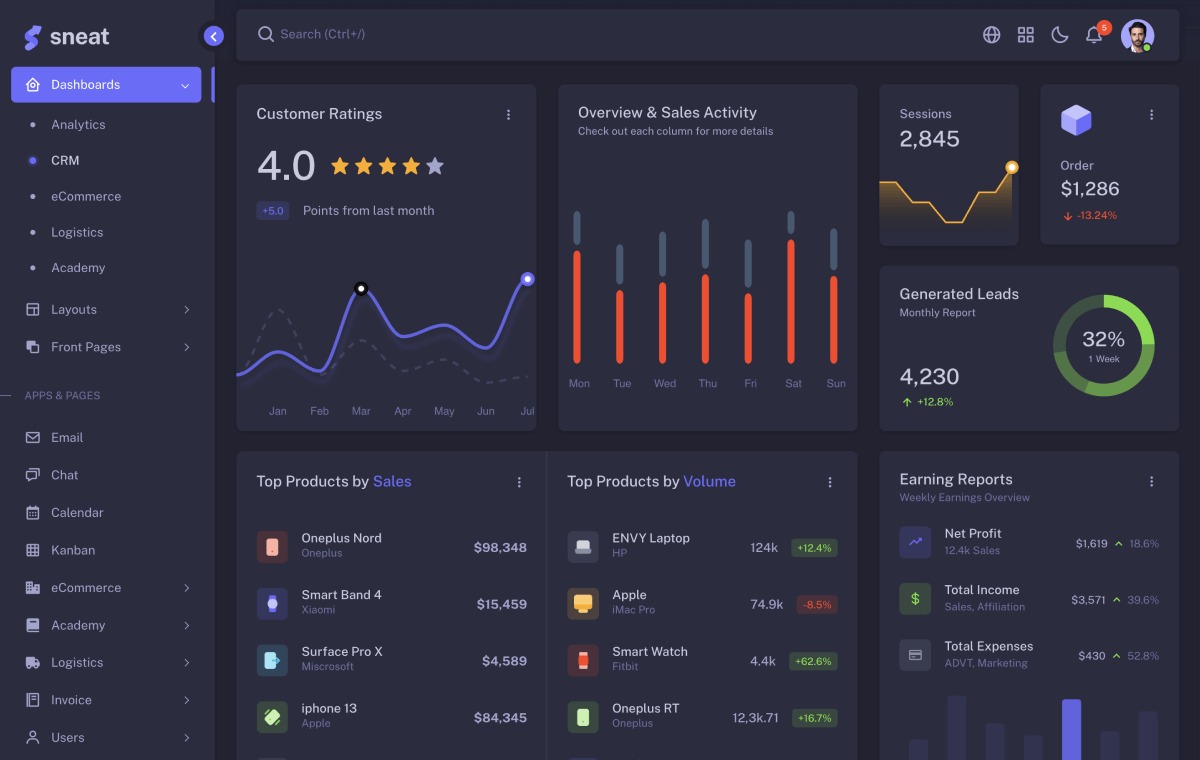 sneat
Dashboards
Analytics
CRM
eCommerce
Logistics
Academy
Layouts
Front Pages
APPS & PAGES
Email
Chat
Calendar
Kanban
eCommerce
Academy
Logistics
Invoice
Users
Search (Ctrl+/)
5
Customer Ratings
4.0
+5.0 Points from last month
Jan Feb Mar Apr May Jun Jul
Overview & Sales Activity
Check out each column for more details
Mon Tue Wed Thu Fri Sat Sun
Sessions
2,845
Order
$1,286
-13.24%
Generated Leads
Monthly Report
4,230
+12.8%
32%
1 Week
Top Products by Sales
Oneplus Nord
Oneplus
$98,348
Smart Band 4
Xiaomi
$15,459
Surface Pro X
Miscrosoft
$4,589
iphone 13
Apple
$84,345
Top Products by Volume
ENVY Laptop
HP
124k +12.4%
Apple
iMac Pro
74.9k -8.5%
Smart Watch
Fitbit
4.4k +62.6%
Oneplus RT
Oneplus
12,3k.71 +16.7%
Earning Reports
Weekly Earnings Overview
Net Profit
12.4k Sales
$1,619 18.6%
Total Income
Sales, Affiliation
$3,571 39.6%
Total Expenses
ADVT, Marketing
$430 52.8%